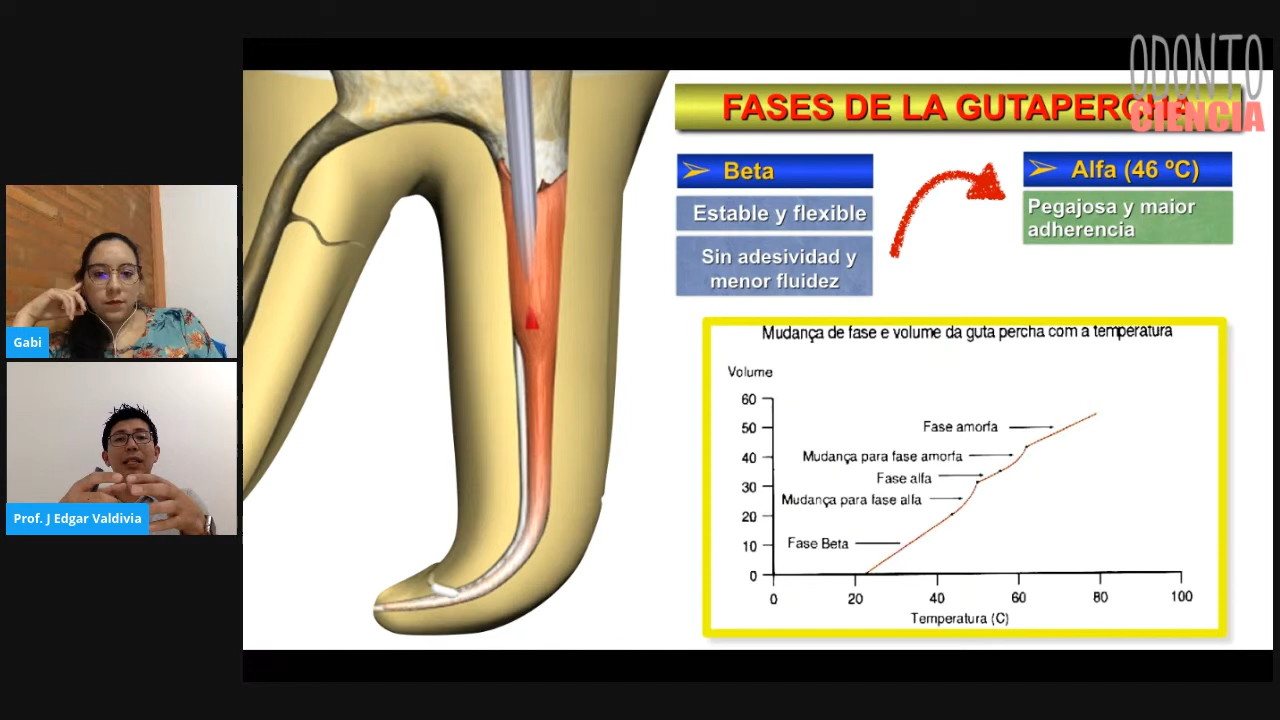 ODONTO
CIENCIA
FASES DE LA GUTAPERCHA
Beta
Estable y flexible
Sin adesividad y
menor fluidez
Alfa (46 ºC)
Pegajosa y maior
adherencia
Gabi
Prof. J Edgar Valdivia
Mudança de fase e volume da guta percha com a temperatura
Volume
60
50
40
30
20
10
0
Fase amorfa
Mudança para fase amorfa
Fase alfa
Mudança para fase alfa
Fase Beta
0 20 40 60 80 100
Temperatura (C)